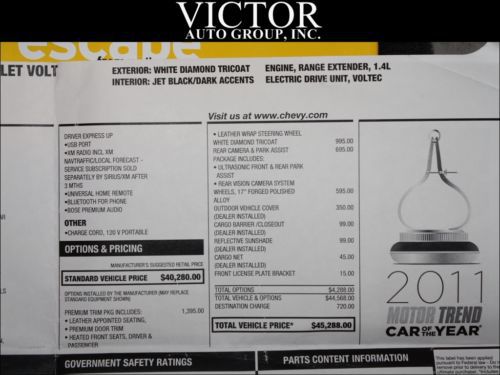 VICTOR
AUTO GROUP, INC.
escape
LET VOLT
EXTERIOR: WHITE DIAMOND TRICOAT
INTERIOR: JET BLACK/DARK ACCENTS
ENGINE, RANGE EXTENDER, 1.4L
ELECTRIC DRIVE UNIT, VOLTEC
Visit us at www.chevy.com
DRIVER EXPRESS UP
•USB PORT
•XM RADIO INCL XM
NAVTRAFFIC/LOCAL FORECAST -
SERVICE SUBSCRIPTION SOLD
SEPARATELY BY SIRIUS/XM AFTER
3 MTHS
•UNIVERSAL HOME REMOTE
•BLUETOOTH FOR PHONE
•BOSE PREMIUM AUDIO
OTHER
•CHARGE CORD, 120 V PORTABLE
OPTIONS & PRICING
MANUFACTURER'S SUGGESTED RETAIL PRICE
STANDARD VEHICLE PRICE $40,280.00
OPTIONS INSTALLED BY THE MANUFACTURER (MAY REPLACE
STANDARD EQUIPMENT SHOWN)
PREMIUM TRIM PKG INCLUDES: 1,395.00
• LEATHER APPOINTED SEATING,
• PREMIUM DOOR TRIM
• HEATED FRONT SEATS, DRIVER &
PASSENGER
• LEATHER WRAP STEERING WHEEL
WHITE DIAMOND TRICOAT 995.00
REAR CAMERA & PARK ASSIST 695.00
PACKAGE INCLUDES:
• ULTRASONIC FRONT & REAR PARK
ASSIST
• REAR VISION CAMERA SYSTEM
WHEELS, 17" FORGED POLISHED 595.00
ALLOY
OUTDOOR VEHICLE COVER 350.00
(DEALER INSTALLED)
CARGO BARRIER /CLOSEOUT 99.00
(DEALER INSTALLED)
REFLECTIVE SUNSHADE 99.00
(DEALER INSTALLED)
CARGO NET 45.00
(DEALER INSTALLED)
FRONT LICENSE PLATE BRACKET 15.00
TOTAL OPTIONS $4,288.00
TOTAL VEHICLE & OPTIONS $44,568.00
DESTINATION CHARGE 720.00
TOTAL VEHICLE PRICE* $45,288.00
2011
MOTOR TREND
CAR OF THE YEAR®
GOVERNMENT SAFETY RATINGS
PARTS CONTENT INFORMATION
This label has been applied
pursuant to Federal law - Do